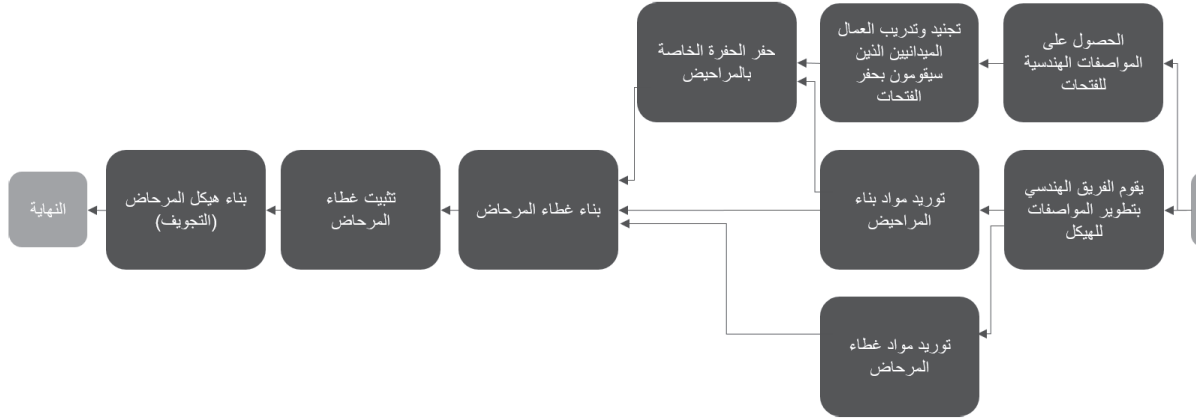 الحصول على
المواصفات الهندسية
للفتحات
تجنيد وتدريب العمال
الميدانيين الذين
سيقومون بحفر
الفتحات
حفر الحفرة الخاصة
بالمراحيض
يقوم الفريق الهندسي
بتطوير المواصفات
للهيكل
توريد مواد بناء
المراحيض
توريد مواد غطاء
المرحاض
بناء غطاء المرحاض
تثبيت غطاء
المرحاض
بناء هيكل المرحاض
(التجويف)
النهاية